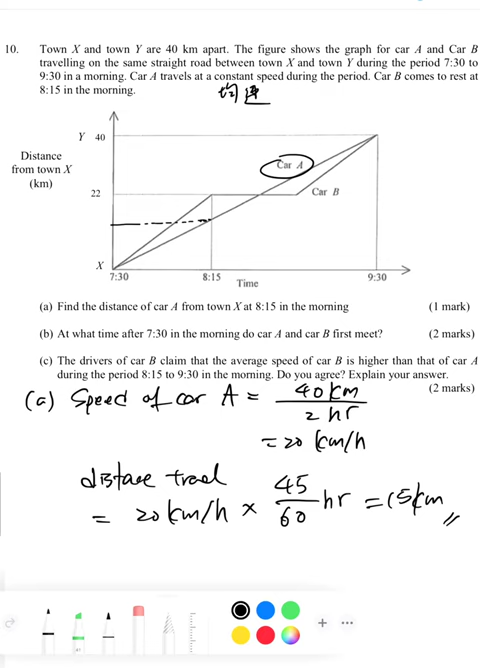 10. Town X and town Y are 40 km apart. The figure shows the graph for car A and Car B
travelling on the same straight road between town X and town Y during the period 7:30 to
9:30 in a morning. Car A travels at a constant speed during the period. Car B comes to rest at
8:15 in the morning.
均速
Y 40
Distance
from town X
(km)
Car A
22
Car B
X
7:30
8:15
Time
9:30
(a) Find the distance of car A from town X at 8:15 in the morning (1 mark)
(b) At what time after 7:30 in the morning do car A and car B first meet? (2 marks)
(c) The drivers of car B claim that the average speed of car B is higher than that of car A
during the period 8:15 to 9:30 in the morning. Do you agree? Explain your answer.
(2 marks)
(a) Speed of car A = 40km / 2 hr
= 20 km/h
distace travel
= 20 km/h × 45/60 hr = 15km